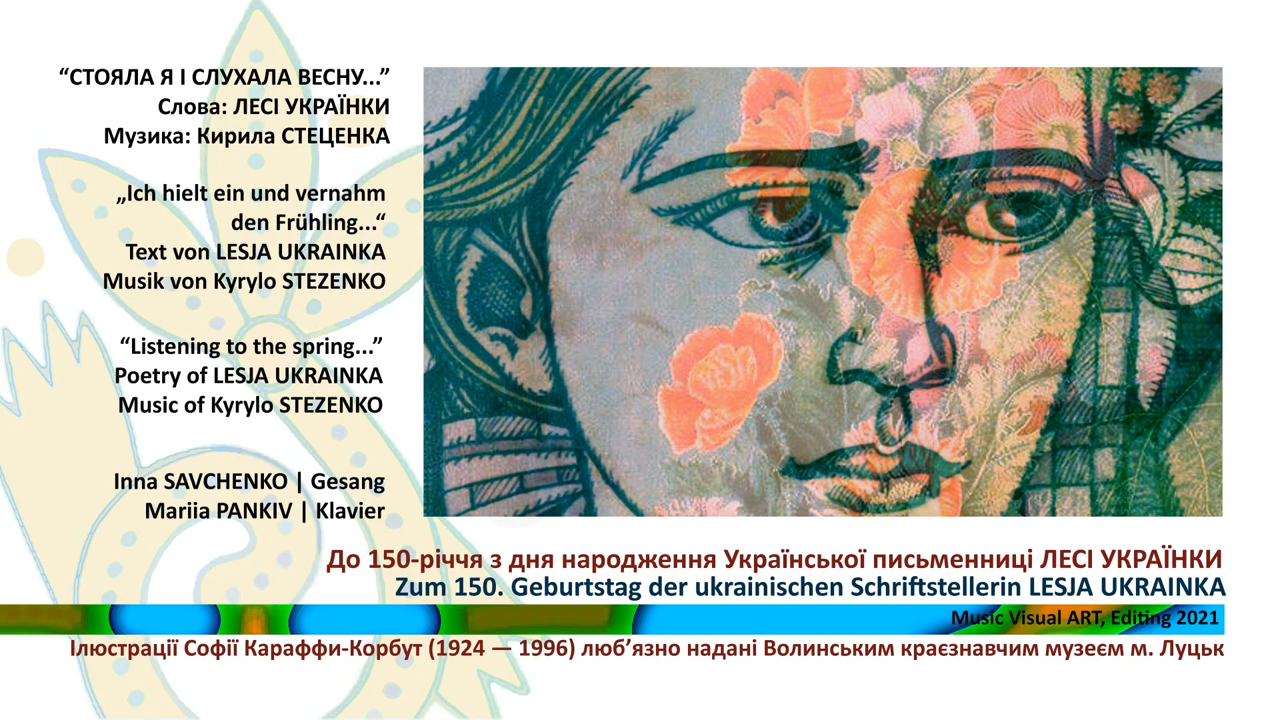 “СТОЯЛА Я І СЛУХАЛА ВЕСНУ...”
Слова: ЛЕСІ УКРАЇНКИ
Музика: Кирила СТЕЦЕНКА
„Ich hielt ein und vernahm
den Frühling...“
Text von LESJA UKRAINKA
Musik von Kyrylo STEZENKO
“Listening to the spring...”
Poetry of LESJA UKRAINKA
Music of Kyrylo STEZENKO
Inna SAVCHENKO | Gesang
Mariia PANKIV | Klavier
До 150-річчя з дня народження Української письменниці ЛЕСІ УКРАЇНКИ
Zum 150. Geburtstag der ukrainischen Schriftstellerin LESJA UKRAINKA
Music Visual ART, Editing 2021
Ілюстрації Софії Караффи-Корбут (1924 — 1996) люб’язно надані Волинським краєзнавчим музеєм м. Луцьк